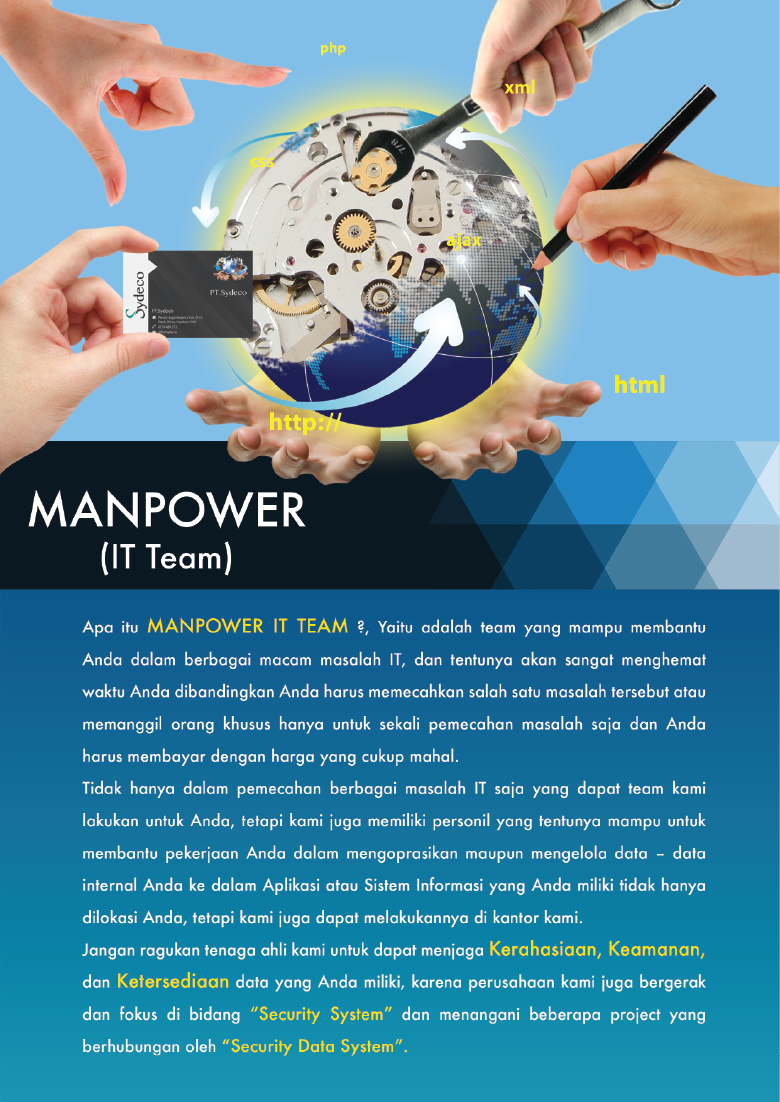 php
xml
css
7/8
ajax
Sydeco
PT Sydeco
PT Sydeco
html
http://
MANPOWER
(IT Team)
Apa itu MANPOWER IT TEAM ?, Yaitu adalah team yang mampu membantu
Anda dalam berbagai macam masalah IT, dan tentunya akan sangat menghemat
waktu Anda dibandingkan Anda harus memecahkan salah satu masalah tersebut atau
memanggil orang khusus hanya untuk sekali pemecahan masalah saja dan Anda
harus membayar dengan harga yang cukup mahal.
Tidak hanya dalam pemecahan berbagai masalah IT saja yang dapat team kami
lakukan untuk Anda, tetapi kami juga memiliki personil yang tentunya mampu untuk
membantu pekerjaan Anda dalam mengoprasikan maupun mengelola data – data
internal Anda ke dalam Aplikasi atau Sistem Informasi yang Anda miliki tidak hanya
dilokasi Anda, tetapi kami juga dapat melakukannya di kantor kami.
Jangan ragukan tenaga ahli kami untuk dapat menjaga Kerahasiaan, Keamanan,
dan Ketersediaan data yang Anda miliki, karena perusahaan kami juga bergerak
dan fokus di bidang “Security System” dan menangani beberapa project yang
berhubungan oleh “Security Data System”.